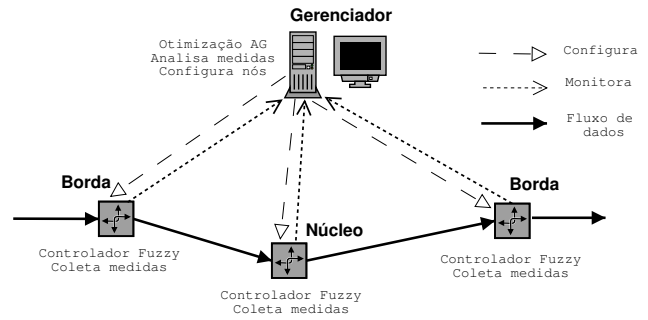 Gerenciador
Otimização AG
Analisa medidas
Configura nós
Configura
Monitora
Fluxo de
dados
Borda
Controlador Fuzzy
Coleta medidas
Núcleo
Controlador Fuzzy
Coleta medidas
Borda
Controlador Fuzzy
Coleta medidas